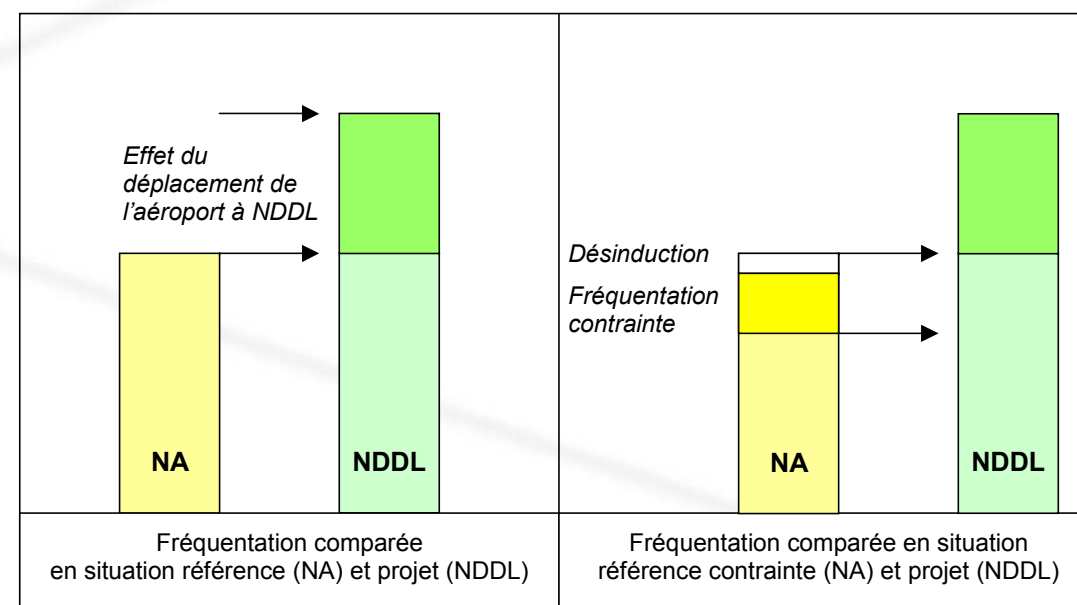 Effet du
déplacement de
l'aéroport à NDDL
NA
NDDL
Fréquentation comparée
en situation référence (NA) et projet (NDDL)
Désinduction
Fréquentation
contrainte
NA
NDDL
Fréquentation comparée en situation
référence contrainte (NA) et projet (NDDL)